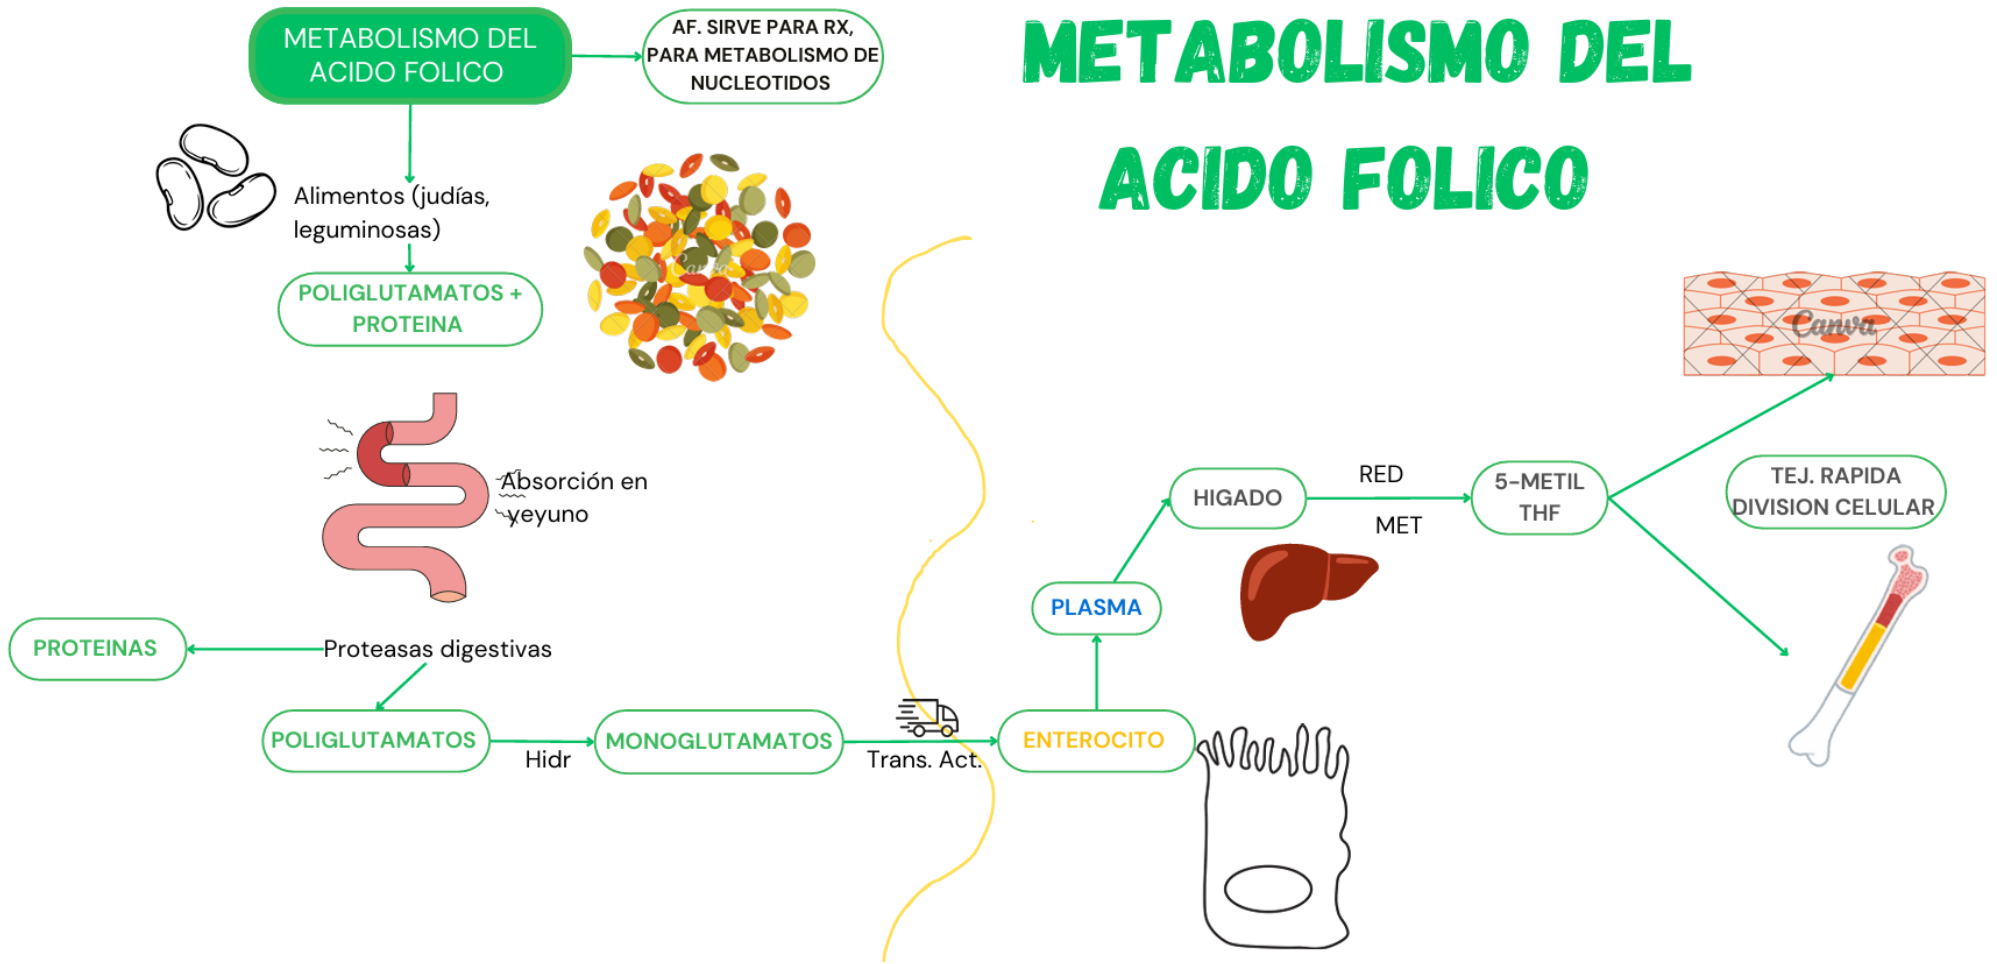 METABOLISMO DEL
ACIDO FOLICO
AF. SIRVE PARA RX,
PARA METABOLISMO DE
NUCLEOTIDOS
METABOLISMO DEL
ACIDO FOLICO
Alimentos (judías,
leguminosas)
Canva
POLIGLUTAMATOS +
PROTEINA
Canva
Absorción en
yeyuno
RED
MET
HIGADO
5-METIL
THF
TEJ. RAPIDA
DIVISION CELULAR
PLASMA
PROTEINAS
Proteasas digestivas
POLIGLUTAMATOS
Hidr
MONOGLUTAMATOS
Trans. Act.
ENTEROCITO